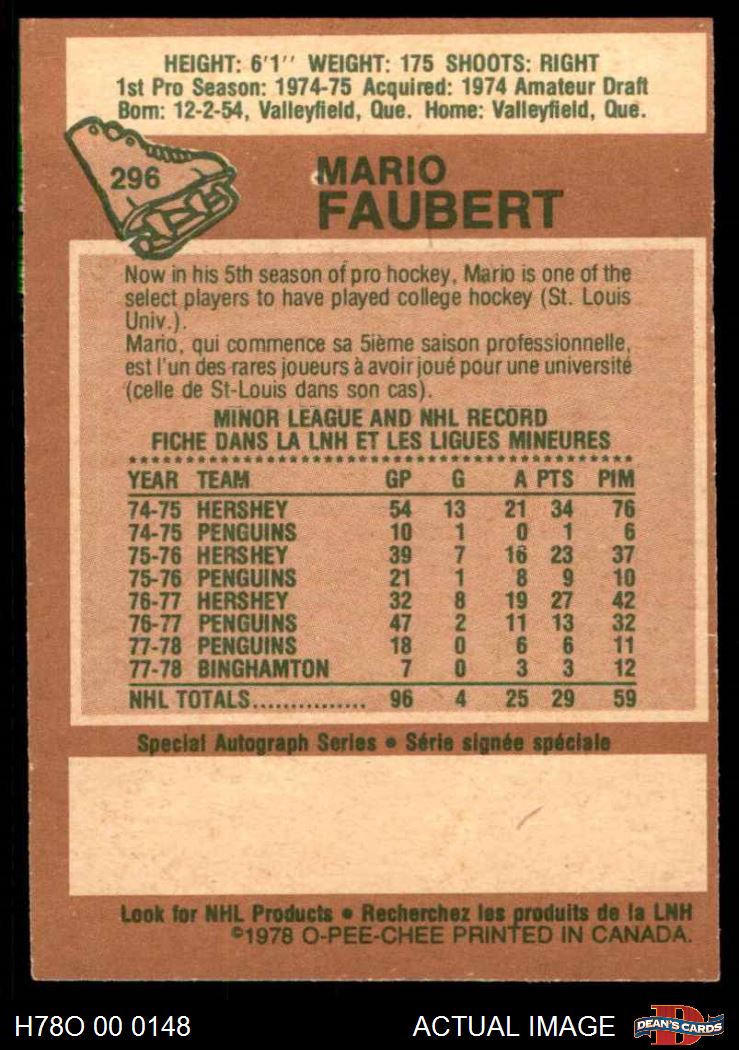 HEIGHT: 6'1'' WEIGHT: 175 SHOOTS: RIGHT
1st Pro Season: 1974-75 Acquired: 1974 Amateur Draft
Born: 12-2-54, Valleyfield, Que. Home: Valleyfield, Que.
296
MARIO
FAUBERT
Now in his 5th season of pro hockey, Mario is one of the
select players to have played college hockey (St. Louis
Univ.).
Mario, qui commence sa 5ième saison professionnelle,
est l'un des rares joueurs à avoir joué pour une université
(celle de St-Louis dans son cas).
MINOR LEAGUE AND NHL RECORD
FICHE DANS LA LNH ET LES LIGUES MINEURES
YEAR TEAM GP G A PTS PIM
74-75 HERSHEY 54 13 21 34 76
74-75 PENGUINS 10 1 0 1 6
75-76 HERSHEY 39 7 16 23 37
75-76 PENGUINS 21 1 8 9 10
76-77 HERSHEY 32 8 19 27 42
76-77 PENGUINS 47 2 11 13 32
77-78 PENGUINS 18 0 6 6 11
77-78 BINGHAMTON 7 0 3 3 12
NHL TOTALS............... 96 4 25 29 59
Special Autograph Series • Série signée spéciale
Look for NHL Products • Recherchez les produits de la LNH
©1978 O-PEE-CHEE PRINTED IN CANADA.
H78O 00 0148
ACTUAL IMAGE
D
DEAN'S CARDS